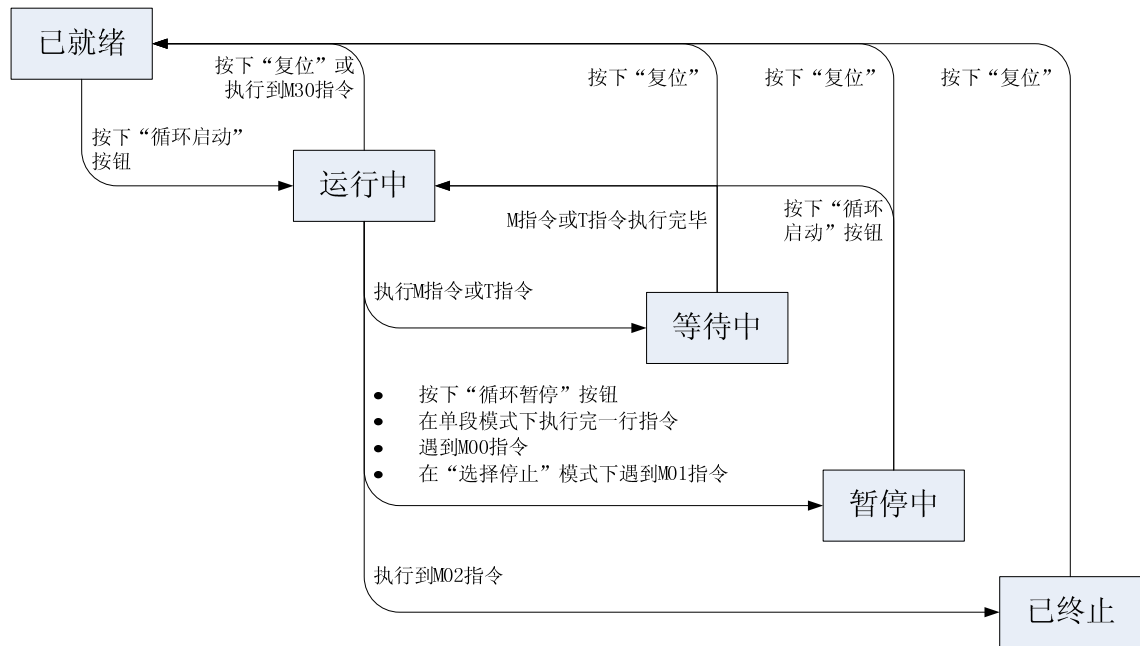 已就绪
按下“复位”或
执行到M30指令
按下“复位”
按下“复位”
按下“复位”
按下“循环启动”
按钮
运行中
M指令或T指令执行完毕
按下“循环
启动”按钮
执行M指令或T指令
等待中
● 按下“循环暂停”按钮
● 在单段模式下执行完一行指令
● 遇到M00指令
● 在“选择停止”模式下遇到M01指令
暂停中
执行到M02指令
已终止